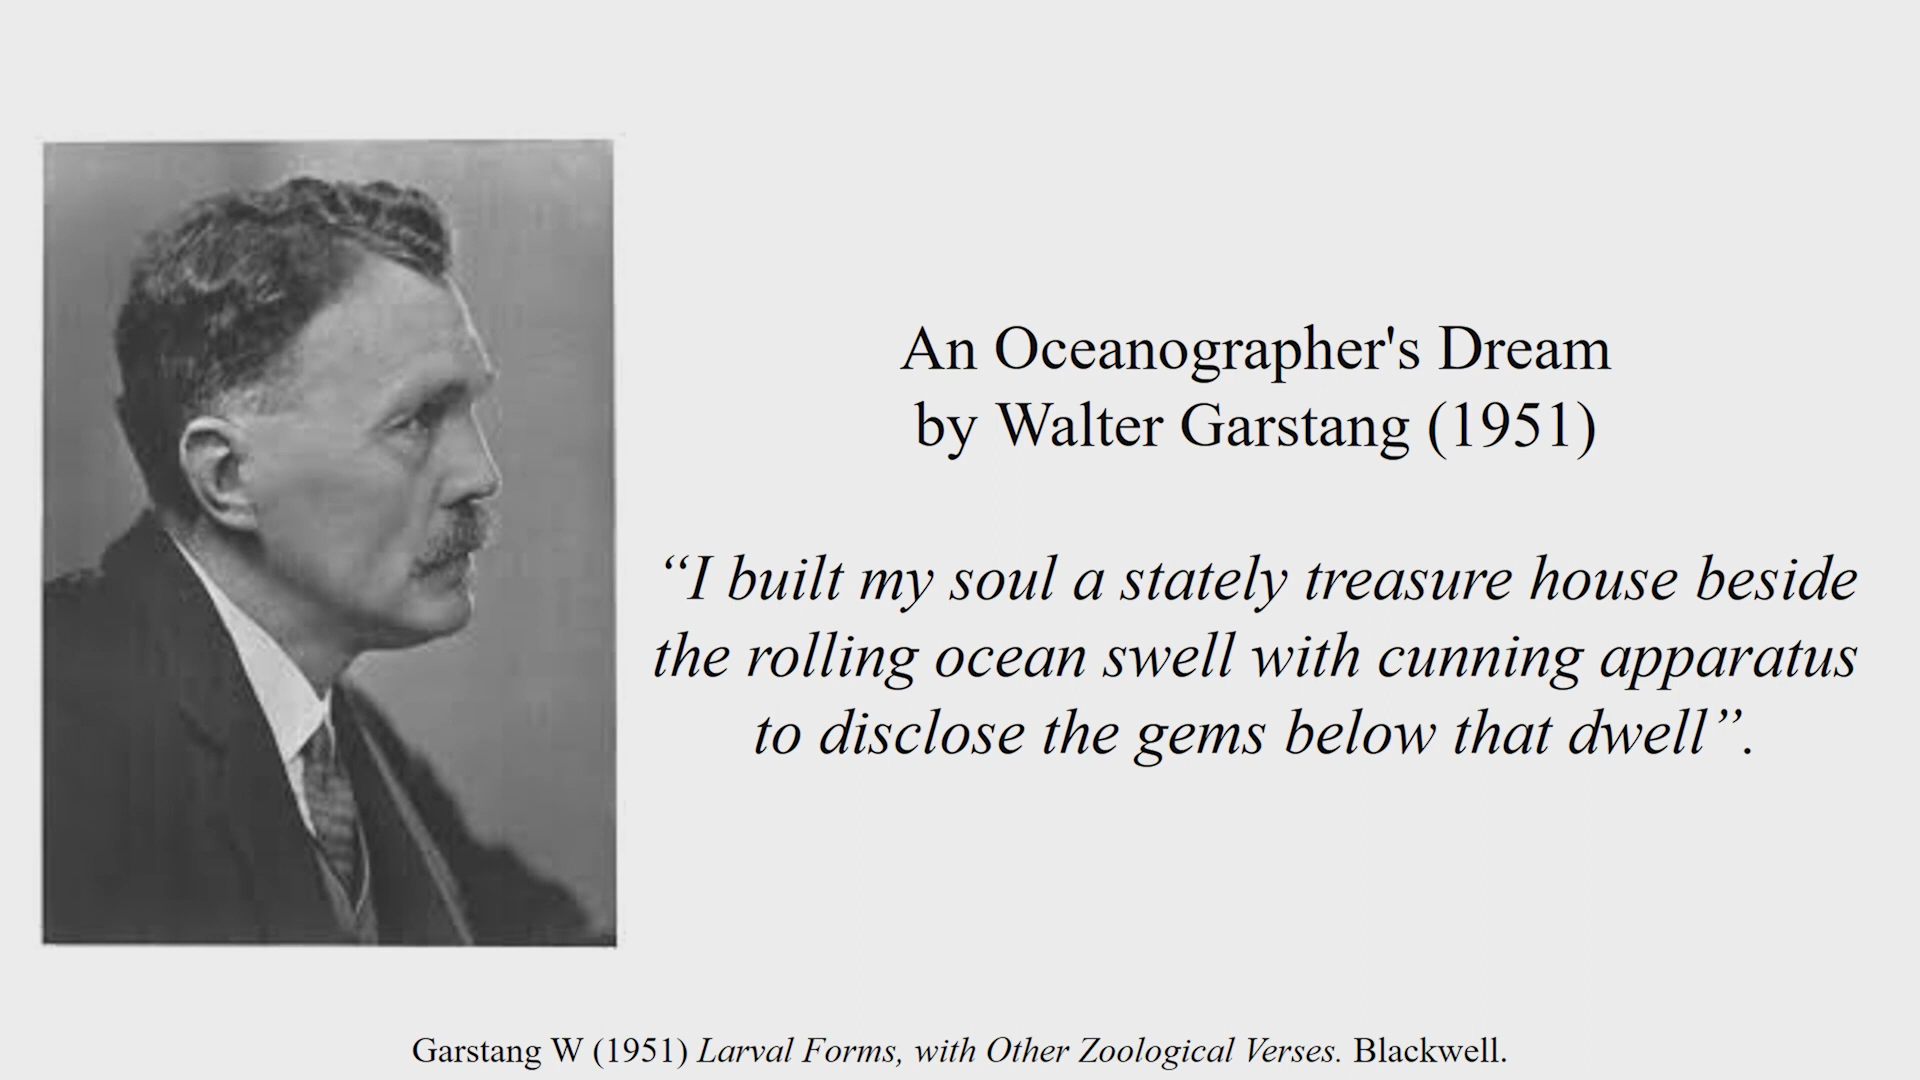 An Oceanographer's Dream
by Walter Garstang (1951)
“I built my soul a stately treasure house beside
the rolling ocean swell with cunning apparatus
to disclose the gems below that dwell”.
Garstang W (1951) Larval Forms, with Other Zoological Verses. Blackwell.